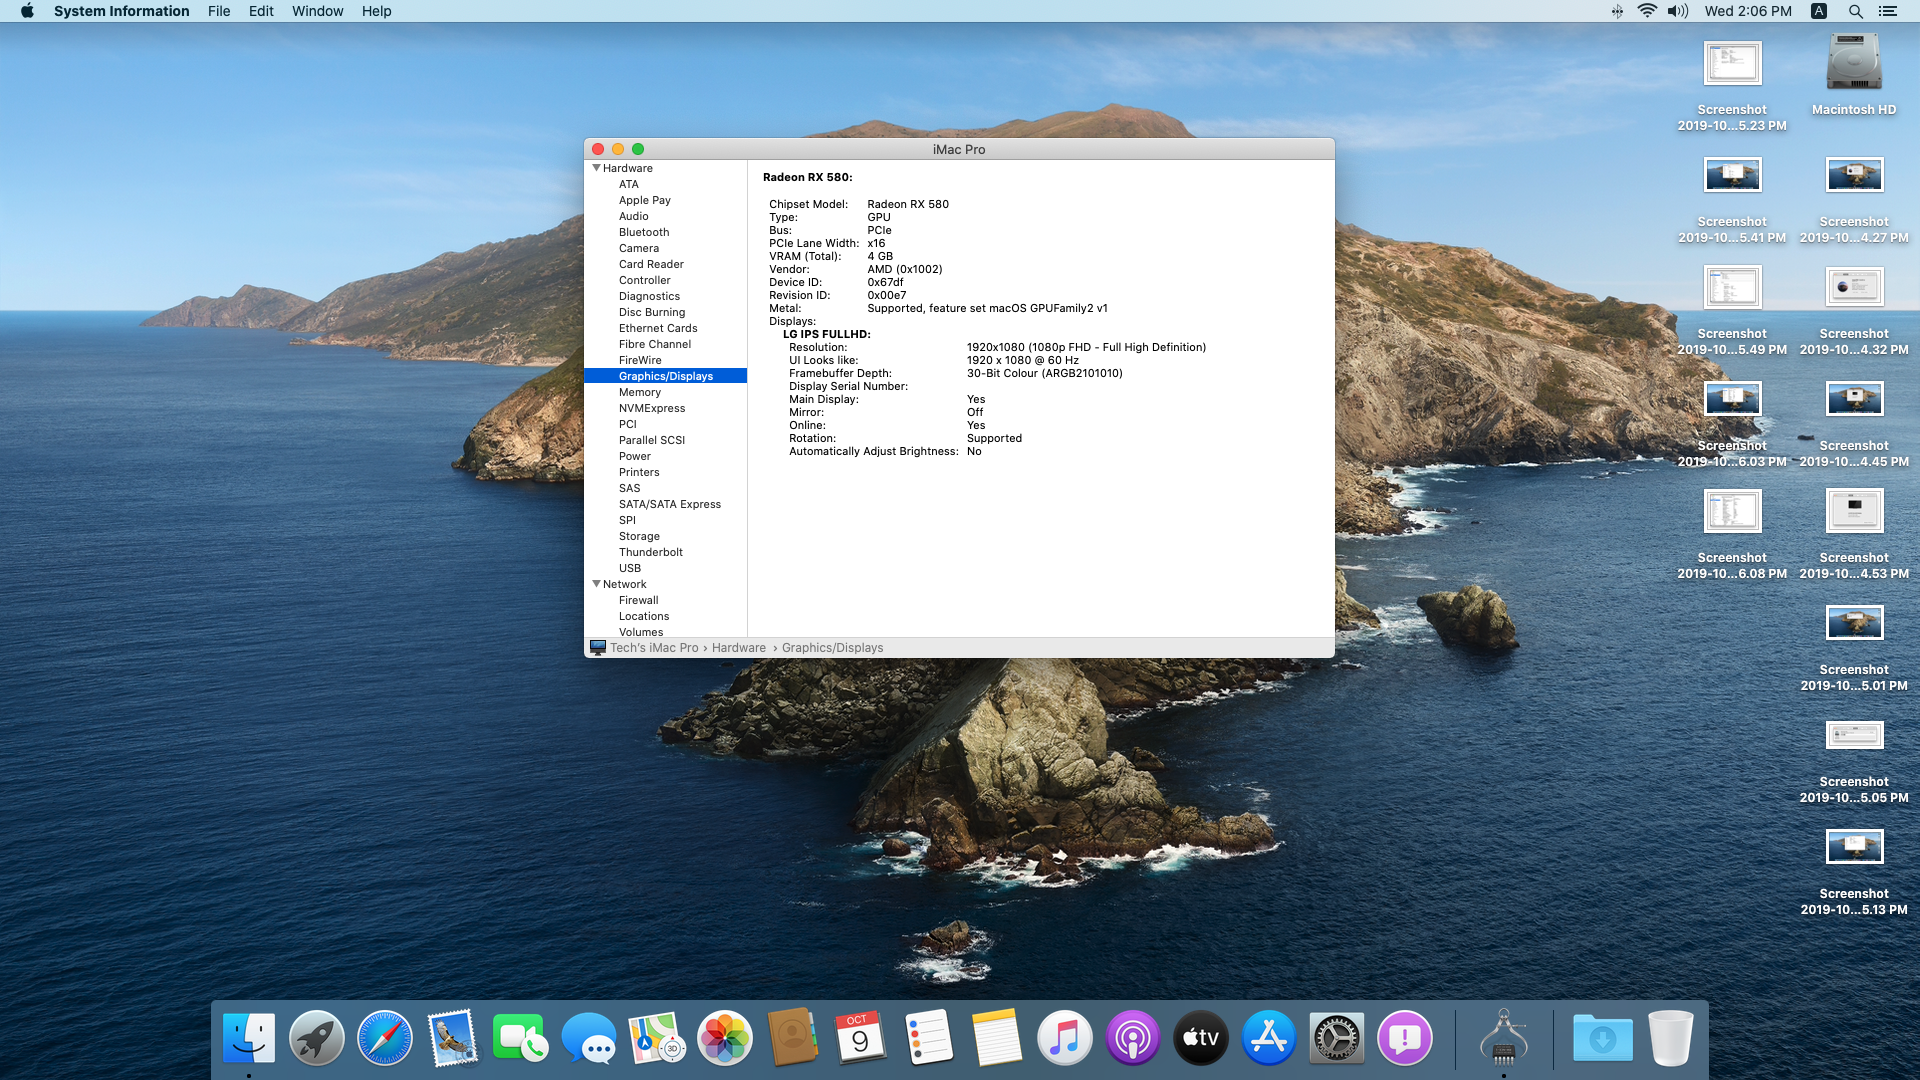 System Information File Edit Window Help
Wed 2:06 PM A
iMac Pro
Hardware
ATA
Apple Pay
Audio
Bluetooth
Camera
Card Reader
Controller
Diagnostics
Disc Burning
Ethernet Cards
Fibre Channel
FireWire
Graphics/Displays
Memory
NVMExpress
PCI
Parallel SCSI
Power
Printers
SAS
SATA/SATA Express
SPI
Storage
Thunderbolt
USB
Network
Firewall
Locations
Volumes
Radeon RX 580:
Chipset Model: Radeon RX 580
Type: GPU
Bus: PCIe
PCIe Lane Width: x16
VRAM (Total): 4 GB
Vendor: AMD (0x1002)
Device ID: 0x67df
Revision ID: 0x00e7
Metal: Supported, feature set macOS GPUFamily2 v1
Displays:
LG IPS FULLHD:
Resolution: 1920x1080 (1080p FHD - Full High Definition)
UI Looks like: 1920 x 1080 @ 60 Hz
Framebuffer Depth: 30-Bit Colour (ARGB2101010)
Display Serial Number:
Main Display: Yes
Mirror: Off
Online: Yes
Rotation: Supported
Automatically Adjust Brightness: No
Tech's iMac Pro › Hardware › Graphics/Displays
Screenshot
2019-10...5.23 PM
Macintosh HD
Screenshot
2019-10...5.41 PM
Screenshot
2019-10...4.27 PM
Screenshot
2019-10...5.49 PM
Screenshot
2019-10...4.32 PM
Screenshot
2019-10...6.03 PM
Screenshot
2019-10...4.45 PM
Screenshot
2019-10...6.08 PM
Screenshot
2019-10...4.53 PM
Screenshot
2019-10...5.01 PM
Screenshot
2019-10...5.05 PM
Screenshot
2019-10...5.13 PM
3D
OCT
9
tv